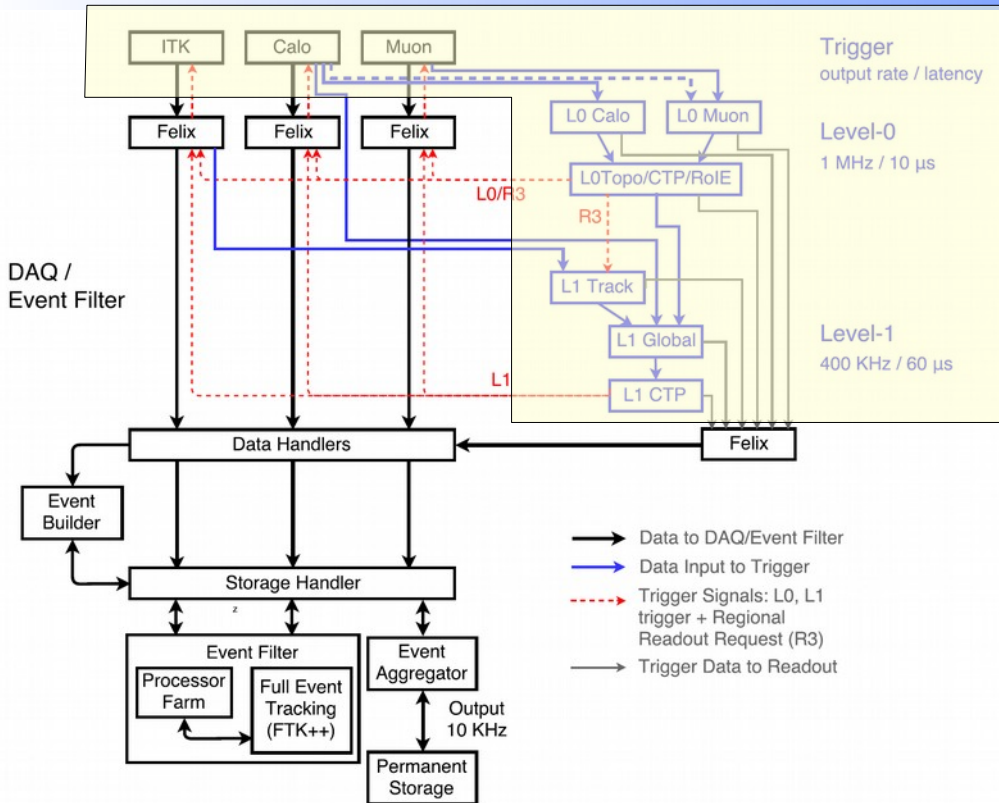 ITK
Calo
Muon
Trigger
output rate / latency
Felix
Felix
Felix
L0 Calo
L0 Muon
Level-0
1 MHz / 10 µs
L0Topo/CTP/RoIE
L0/R3
R3
DAQ /
Event Filter
L1 Track
L1 Global
Level-1
400 KHz / 60 µs
L1
L1 CTP
Data Handlers
Felix
Event
Builder
Storage Handler
z
Data to DAQ/Event Filter
Data Input to Trigger
Trigger Signals: L0, L1
trigger + Regional
Readout Request (R3)
Trigger Data to Readout
Event Filter
Processor
Farm
Full Event
Tracking
(FTK++)
Event
Aggregator
Output
10 KHz
Permanent
Storage